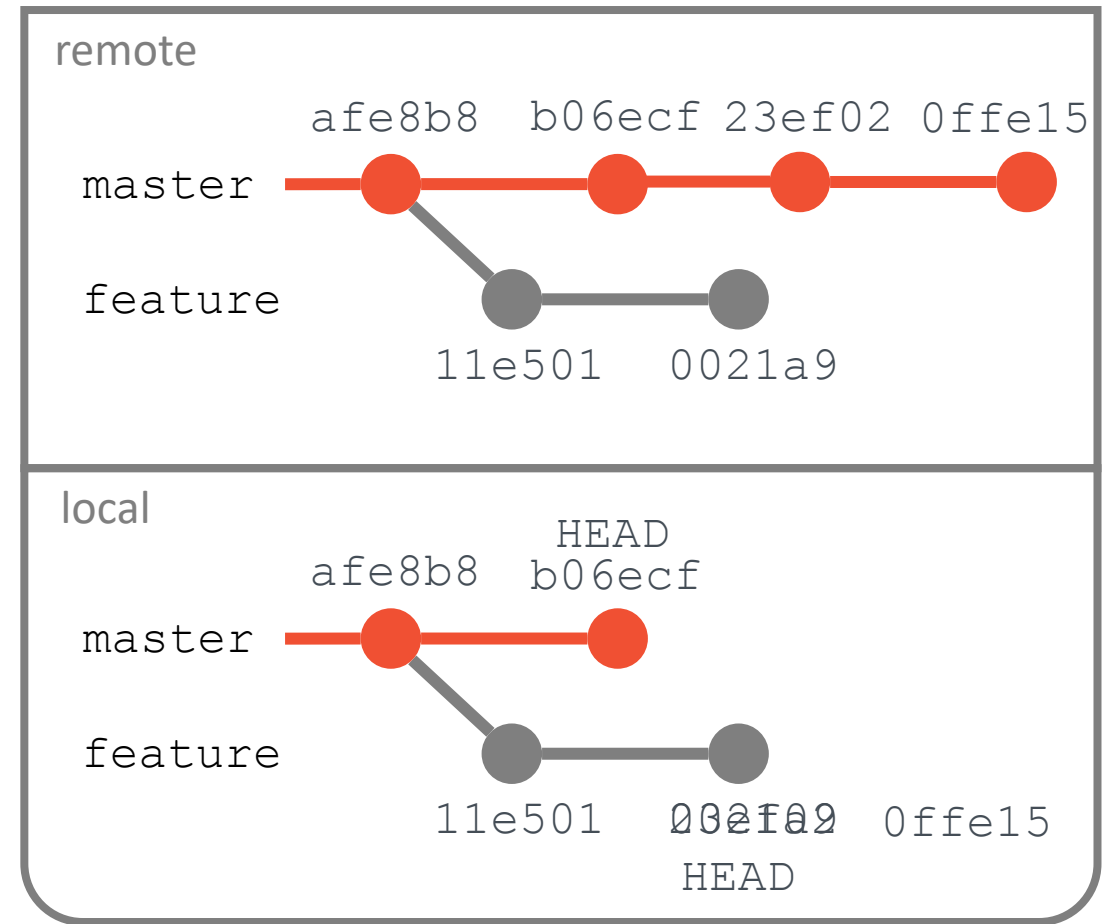 remote
afe8b8 b06ecf 23ef02 0ffe15
master
feature
11e501 0021a9
local
HEAD
afe8b8 b06ecf
master
feature
11e501 0ffe15
HEAD